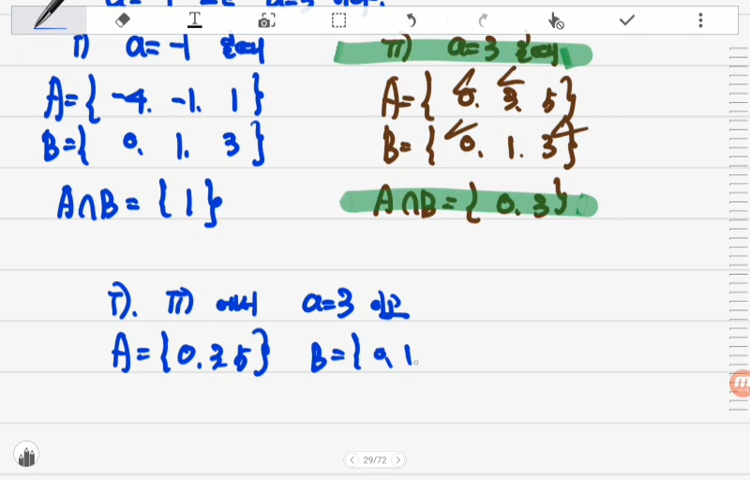 i) a=-1 일때
A={-4. -1. 1}
B={ 0. 1. 3}
A∩B={1}
ii) a=3 일때
A={ 0. 3. 5}
B={ 0. 1. 3}
A∩B={ 0. 3}
i). ii) 에서 a=3 이고
A={0. 3 5} B={ 0, 1.
29/72